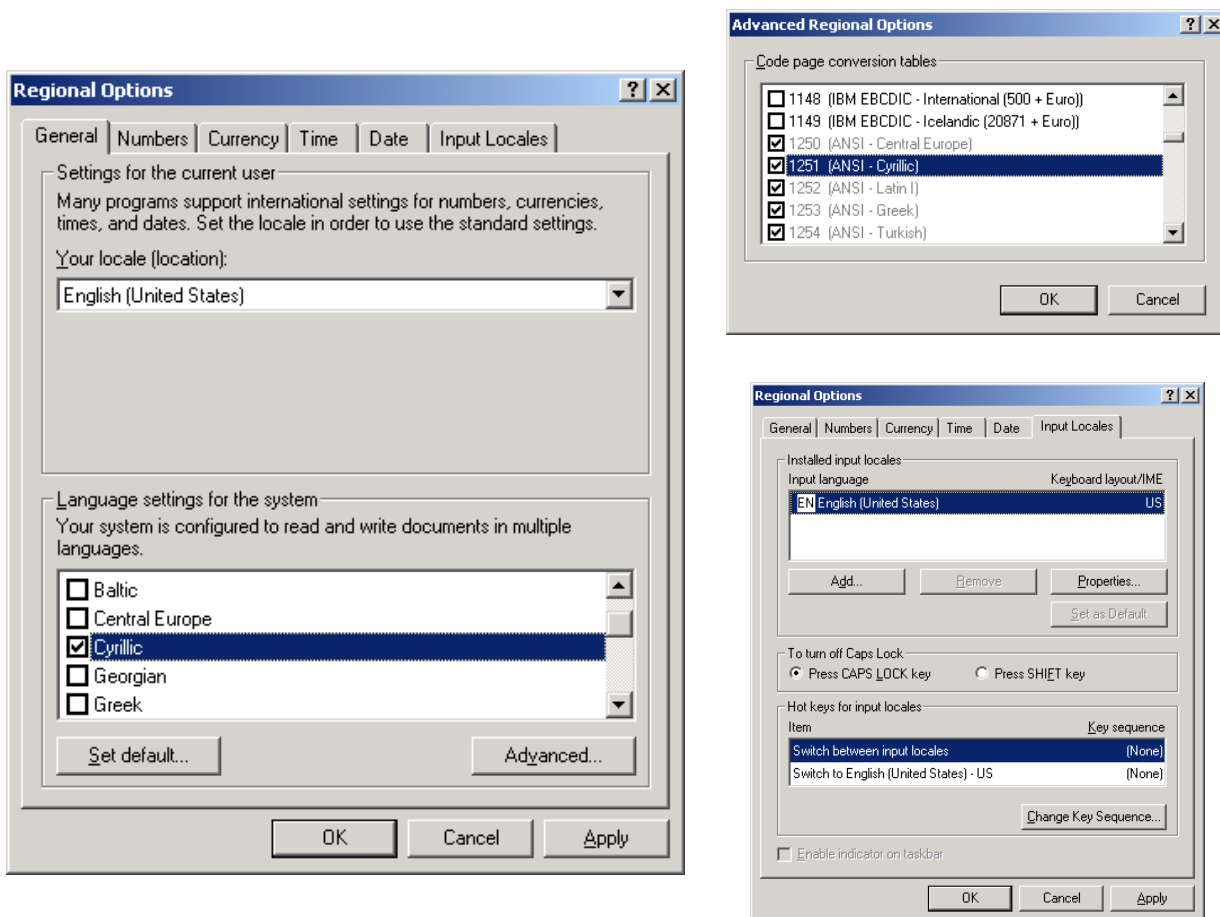 Regional Options
General Numbers Currency Time Date Input Locales
Settings for the current user
Many programs support international settings for numbers, currencies,
times, and dates. Set the locale in order to use the standard settings.
Your locale (location):
English (United States)
Language settings for the system
Your system is configured to read and write documents in multiple
languages.
Baltic
Central Europe
Cyrillic
Georgian
Greek
Set default... Advanced...
OK Cancel Apply
Advanced Regional Options
Code page conversion tables
1148 (IBM EBCDIC - International (500 + Euro))
1149 (IBM EBCDIC - Icelandic (20871 + Euro))
1250 (ANSI - Central Europe)
1251 (ANSI - Cyrillic)
1252 (ANSI - Latin I)
1253 (ANSI - Greek)
1254 (ANSI - Turkish)
OK Cancel
Regional Options
General Numbers Currency Time Date Input Locales
Installed input locales
Input language Keyboard layout/IME
EN English (United States) US
Add... Remove Properties...
Set as Default
To turn off Caps Lock
Press CAPS LOCK key Press SHIFT key
Hot keys for input locales
Item Key sequence
Switch between input locales (None)
Switch to English (United States) - US (None)
Change Key Sequence...
Enable indicator on taskbar
OK Cancel Apply